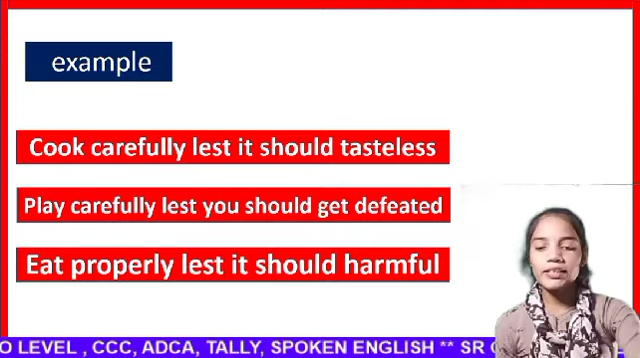 example
Cook carefully lest it should tasteless
Play carefully lest you should get defeated
Eat properly lest it should harmful
O LEVEL , CCC, ADCA, TALLY, SPOKEN ENGLISH ** SR